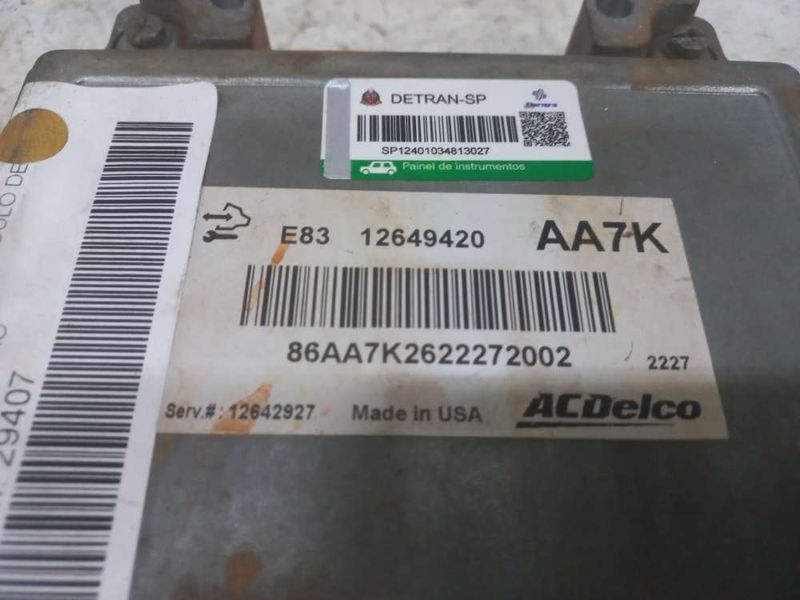 DETRAN-SP
SP12401034813027
Painel de instrumentos
E83 12649420 AA7K
86AA7K2622272002
2227
Serv.#: 12642927 Made in USA ACDelco
29407